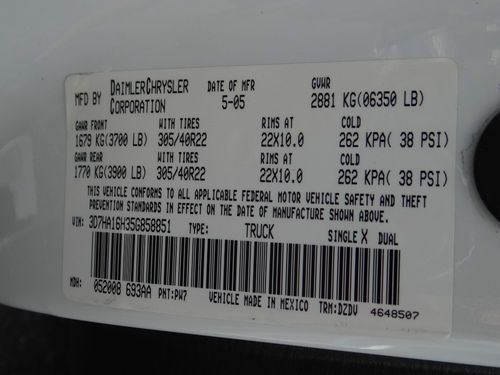 MFD BY DAIMLERCHRYSLER CORPORATION DATE OF MFR 5-05 GVWR 2881 KG(06350 LB)
GAWR FRONT WITH TIRES RIMS AT COLD
1679 KG(3700 LB) 305/40R22 22X10.0 262 KPA( 38 PSI)
GAWR REAR WITH TIRES RIMS AT COLD
1770 KG(3900 LB) 305/40R22 22X10.0 262 KPA( 38 PSI)
THIS VEHICLE CONFORMS TO ALL APPLICABLE FEDERAL MOTOR VEHICLE SAFETY AND THEFT
PREVENTION STANDARDS IN EFFECT ON THE DATE OF MANUFACTURE SHOWN ABOVE.
VIN: 3D7HA16H35G858851 TYPE: TRUCK SINGLE X DUAL
MDH: 052008 693AA PNT:PW7 VEHICLE MADE IN MEXICO TRM:DZDV 4648507